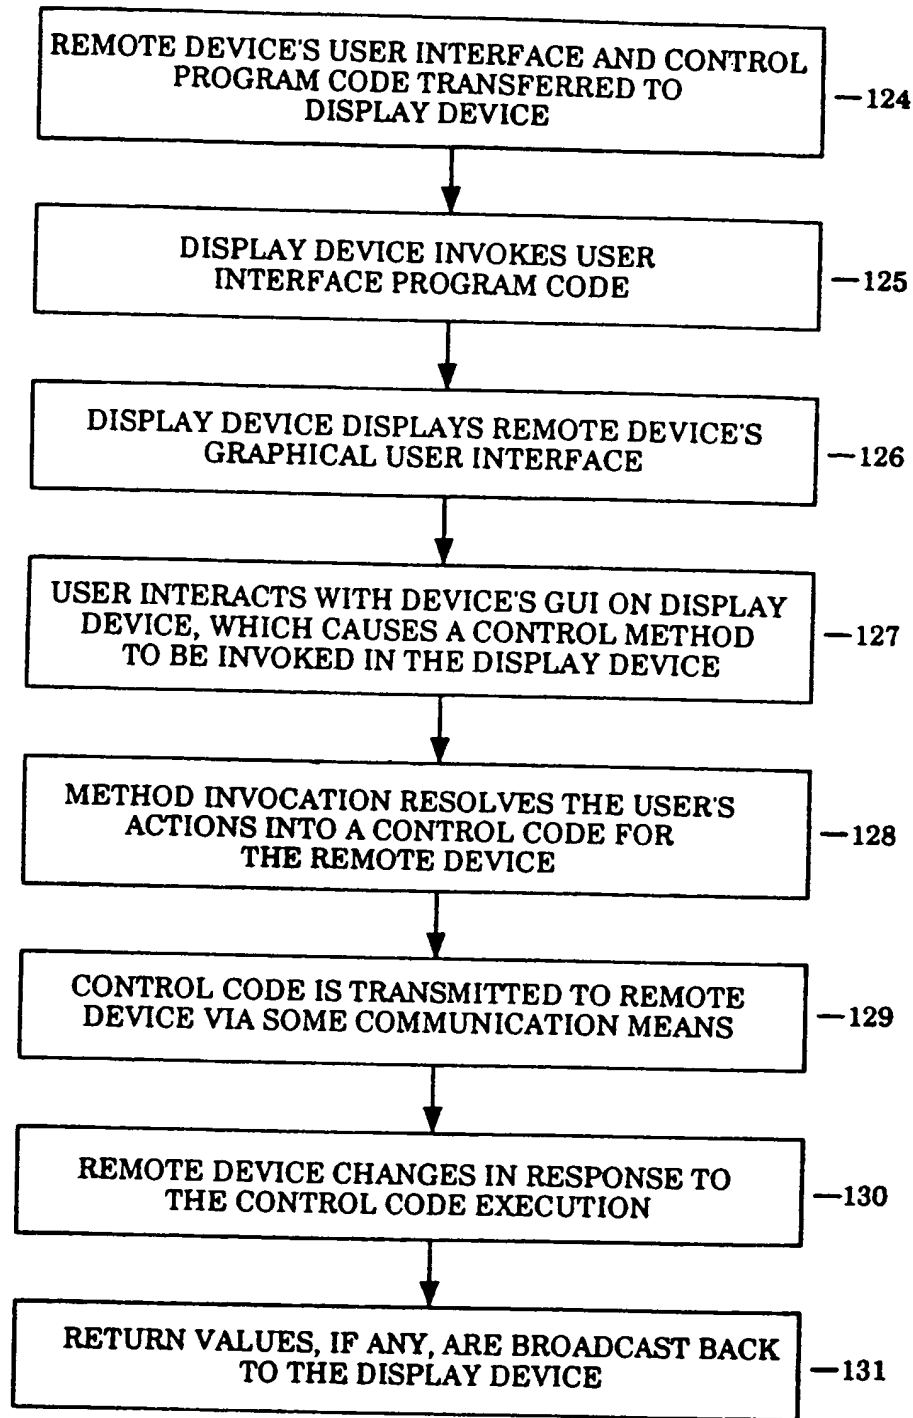 REMOTE DEVICE'S USER INTERFACE AND CONTROL
PROGRAM CODE TRANSFERRED TO
DISPLAY DEVICE
124
DISPLAY DEVICE INVOKES USER
INTERFACE PROGRAM CODE
125
DISPLAY DEVICE DISPLAYS REMOTE DEVICE'S
GRAPHICAL USER INTERFACE
126
USER INTERACTS WITH DEVICE'S GUI ON DISPLAY
DEVICE, WHICH CAUSES A CONTROL METHOD
TO BE INVOKED IN THE DISPLAY DEVICE
127
METHOD INVOCATION RESOLVES THE USER'S
ACTIONS INTO A CONTROL CODE FOR
THE REMOTE DEVICE
128
CONTROL CODE IS TRANSMITTED TO REMOTE
DEVICE VIA SOME COMMUNICATION MEANS
129
REMOTE DEVICE CHANGES IN RESPONSE TO
THE CONTROL CODE EXECUTION
130
RETURN VALUES, IF ANY, ARE BROADCAST BACK
TO THE DISPLAY DEVICE
131